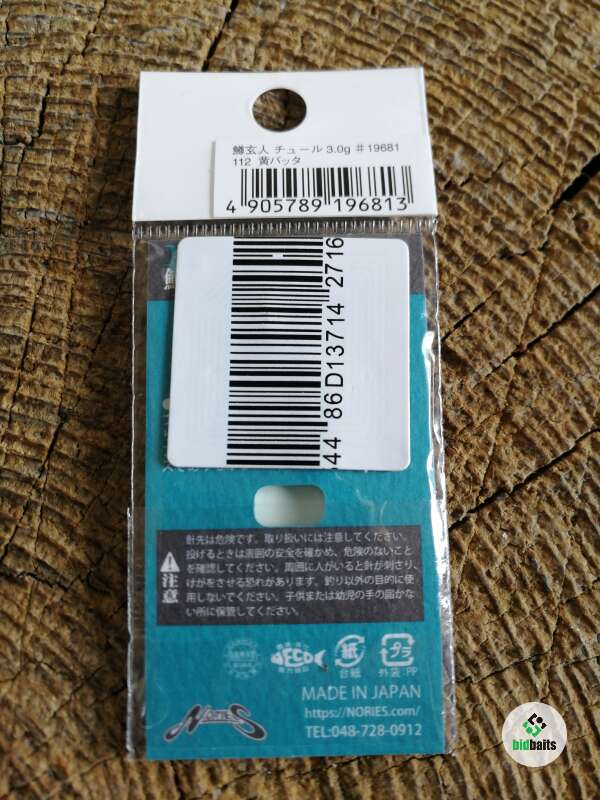 鱒玄人 チュール 3.0g #19681
112 黄バッタ
4 905789 196813
44 86D13714 2716
針先は危険です。取り扱いには注意してください。
投げるときは周囲の安全を確かめ、危険のないこと
を確認してください。周囲に人がいると針が刺さり、
けがをさせる恐れがあります。釣り以外の目的に使
用しないでください。子供または幼児の手の届かな
い所に保管してください。
注意
ECO
紙
台紙
プラ
外袋:PP
MADE IN JAPAN
https://NORIES.com/
TEL:048-728-0912
NORIES
bidbaits